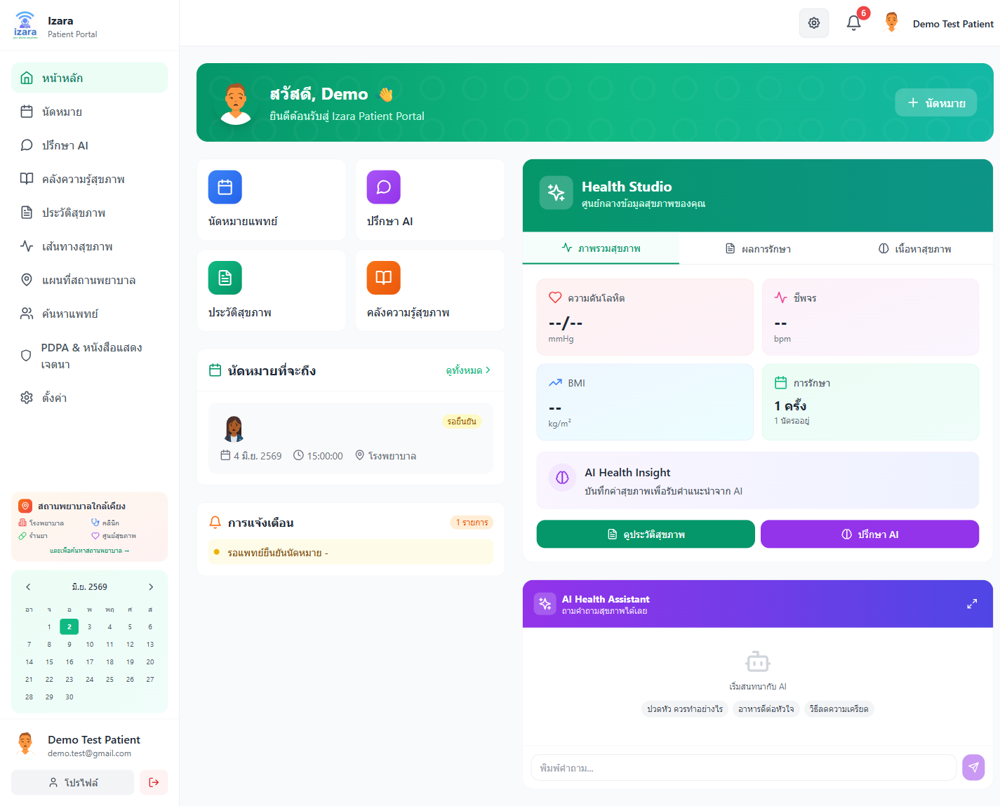 izara
Izara
Patient Portal
6
Demo Test Patient
หน้าหลัก
นัดหมาย
ปรึกษา AI
คลังความรู้สุขภาพ
ประวัติสุขภาพ
เส้นทางสุขภาพ
แผนที่สถานพยาบาล
ค้นหาแพทย์
PDPA & หนังสือแสดง
เจตนา
ตั้งค่า
สถานพยาบาลใกล้เคียง
โรงพยาบาล
คลินิก
ร้านยา
ศูนย์สุขภาพ
แตะเพื่อค้นหาสถานพยาบาล →
มิ.ย. 2569
อา จ อ พ พฤ ศ ส
1 2 3 4 5 6
7 8 9 10 11 12 13
14 15 16 17 18 19 20
21 22 23 24 25 26 27
28 29 30
Demo Test Patient
demo.test@gmail.com
โปรไฟล์
สวัสดี, Demo 👋
ยินดีต้อนรับสู่ Izara Patient Portal
+ นัดหมาย
นัดหมายแพทย์
ปรึกษา AI
ประวัติสุขภาพ
คลังความรู้สุขภาพ
นัดหมายที่จะถึง
ดูทั้งหมด
รอยืนยัน
4 มิ.ย. 2569
15:00:00
โรงพยาบาล
การแจ้งเตือน
1 รายการ
รอแพทย์ยืนยันนัดหมาย -
Health Studio
ศูนย์กลางข้อมูลสุขภาพของคุณ
ภาพรวมสุขภาพ
ผลการรักษา
เนื้อหาสุขภาพ
ความดันโลหิต
--/--
mmHg
ชีพจร
--
bpm
BMI
--
kg/m²
การรักษา
1 ครั้ง
1 นัดรออยู่
AI Health Insight
บันทึกค่าสุขภาพเพื่อรับคำแนะนำจาก AI
ดูประวัติสุขภาพ
ปรึกษา AI
AI Health Assistant
ถามคำถามสุขภาพได้เลย
เริ่มสนทนากับ AI
ปวดหัว ควรทำอย่างไร
อาหารดีต่อหัวใจ
วิธีลดความเครียด
พิมพ์คำถาม...